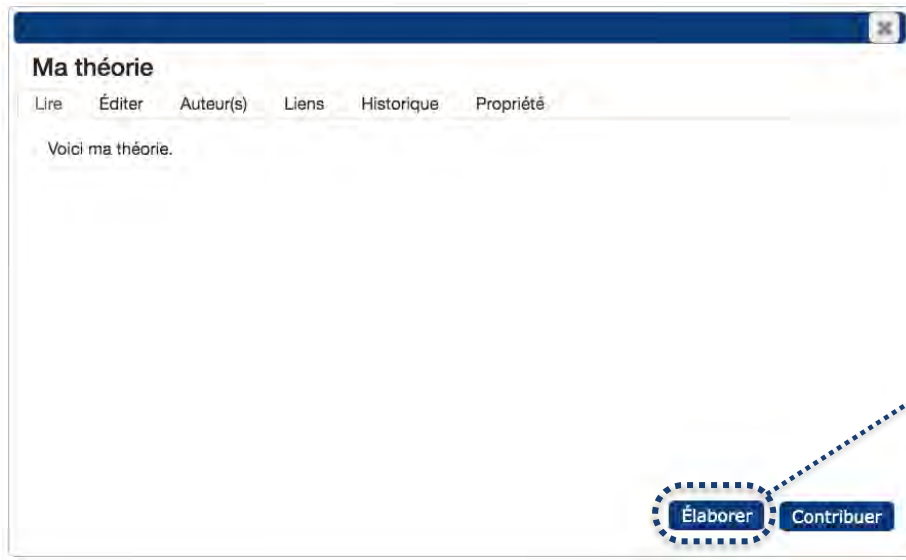 Ma théorie
Lire Éditer Auteur(s) Liens Historique Propriété
Voici ma théorie.
Élaborer Contribuer